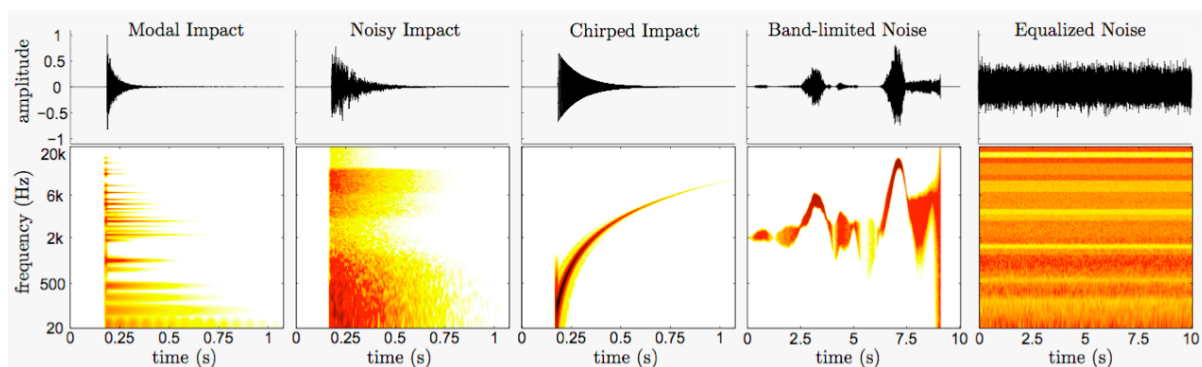 Modal Impact
Noisy Impact
Chirped Impact
Band-limited Noise
Equalized Noise
amplitude
1
0.5
0
−0.5
−1
frequency (Hz)
20k
6k
2k
500
20
0 0.25 0.5 0.75 1
0 0.25 0.5 0.75 1
0 0.25 0.5 0.75 1
0 2.5 5 7.5 10
0 2.5 5 7.5 10
time (s)
time (s)
time (s)
time (s)
time (s)